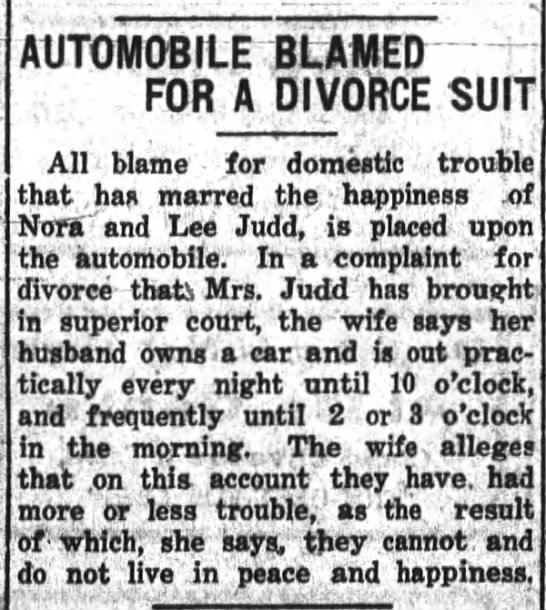 AUTOMOBILE BLAMED
FOR A DIVORCE SUIT
All blame for domestic trouble
that has marred the happiness of
Nora and Lee Judd, is placed upon
the automobile. In a complaint for
divorce that Mrs. Judd has brought
in superior court, the wife says her
husband owns a car and is out prac-
tically every night until 10 o'clock,
and frequently until 2 or 3 o'clock
in the morning. The wife alleges
that on this account they have had
more or less trouble, as the result
of which, she says, they cannot and
do not live in peace and happiness.